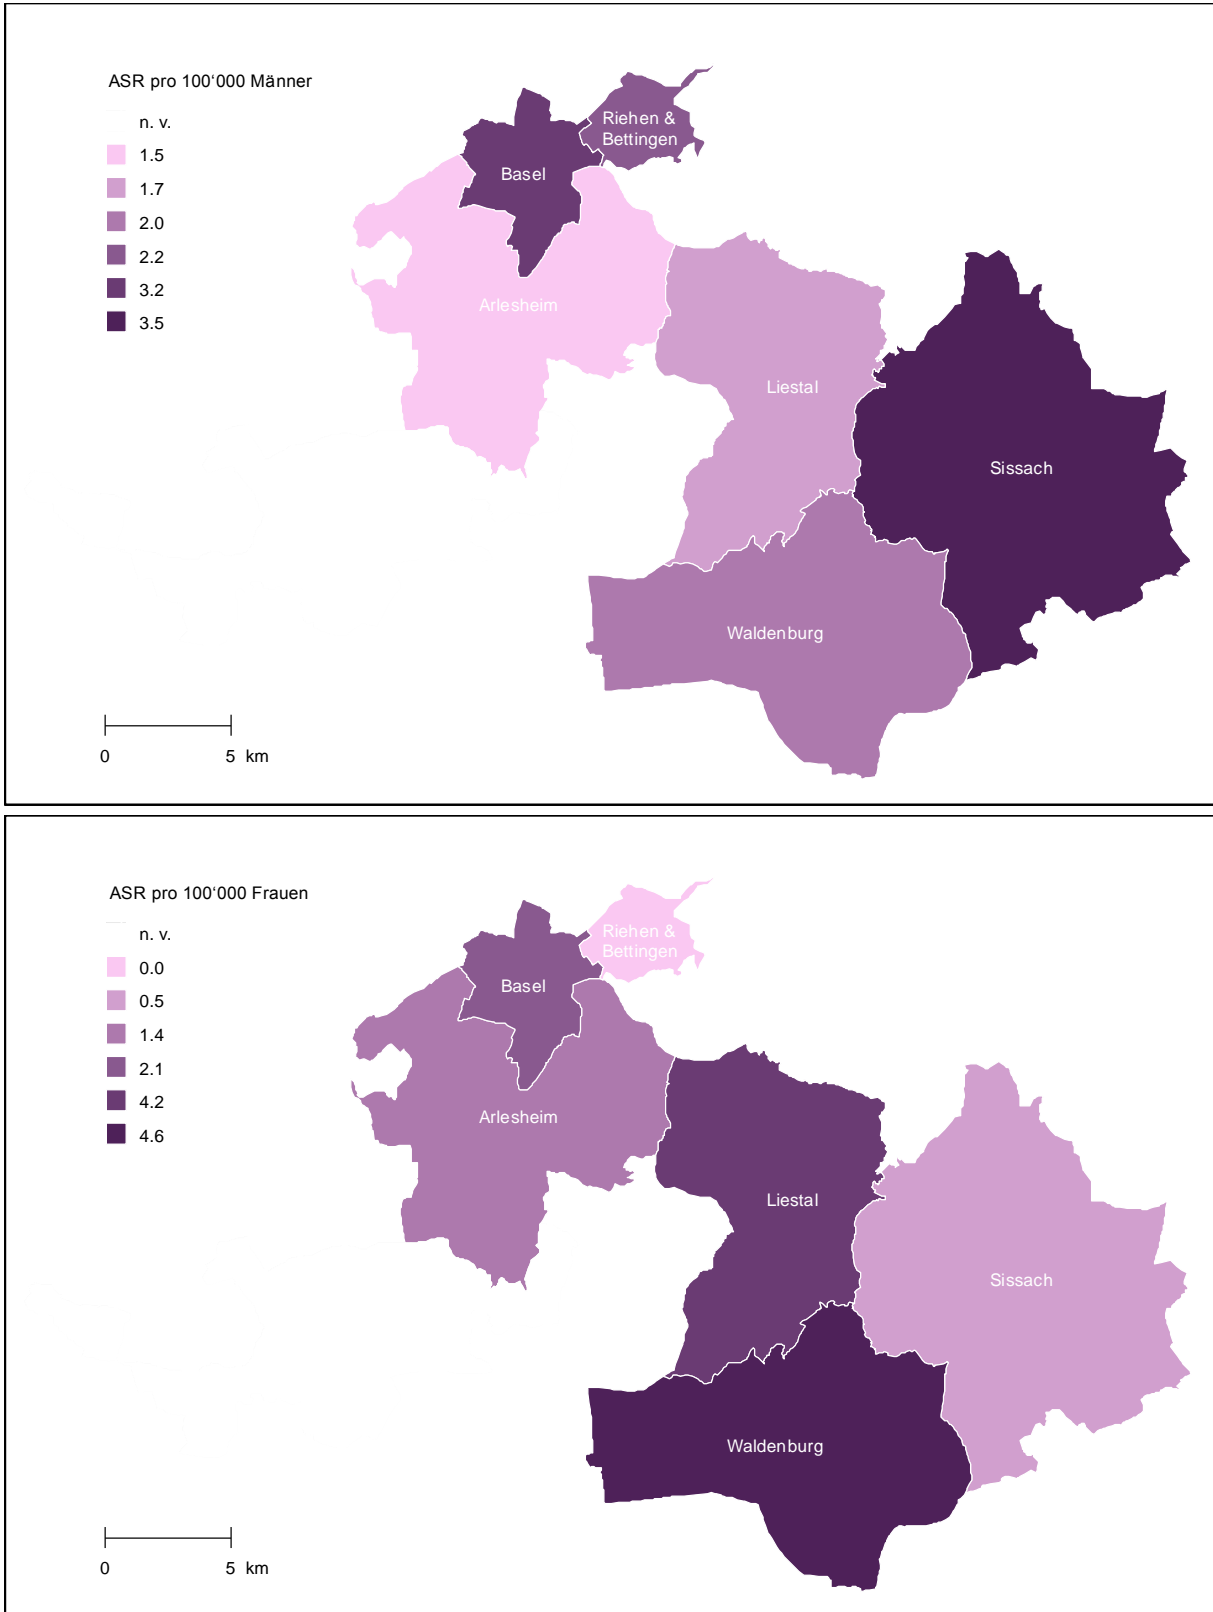 ASR pro 100‘000 Männer
n. v.
1.5
1.7
2.0
2.2
3.2
3.5
Riehen &
Bettingen
Basel
Arlesheim
Liestal
Sissach
Waldenburg
0 5 km
ASR pro 100‘000 Frauen
n. v.
0.0
0.5
1.4
2.1
4.2
4.6
Riehen &
Bettingen
Basel
Arlesheim
Liestal
Sissach
Waldenburg
0 5 km